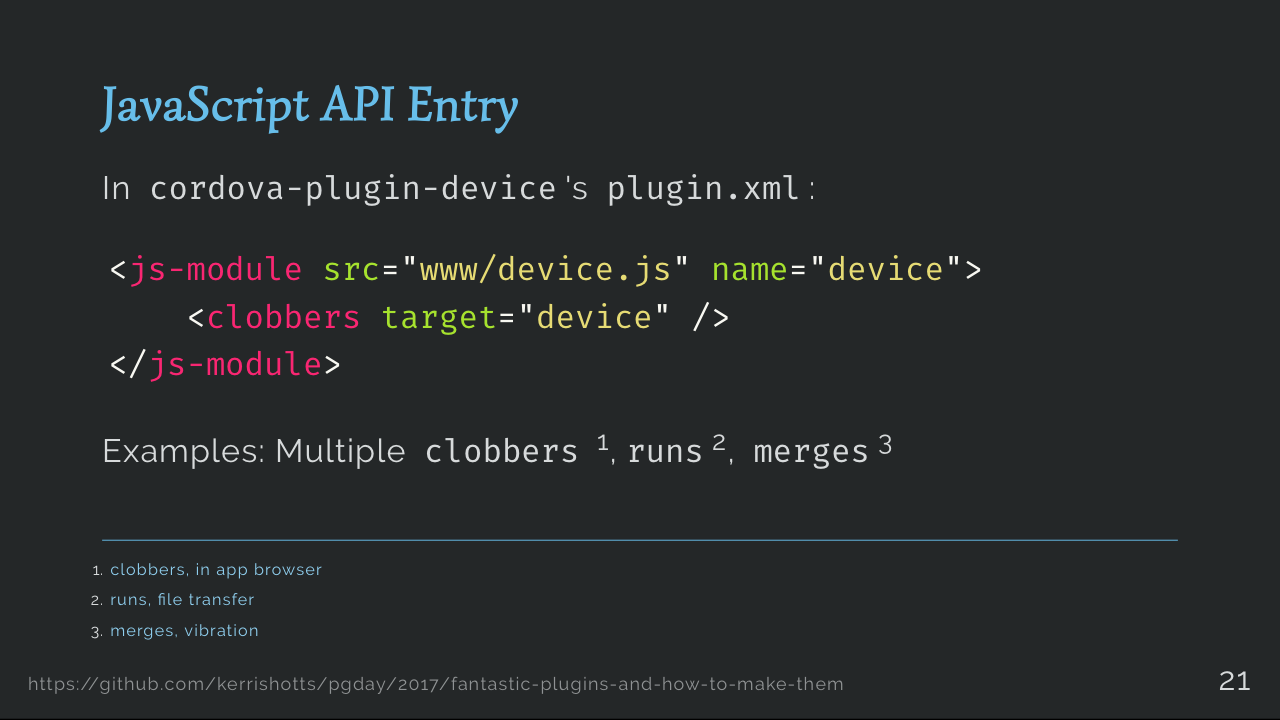 JavaScript API Entry
In cordova-plugin-device's plugin.xml:
<js-module src="www/device.js" name="device">
    <clobbers target="device" />
</js-module>
Examples: Multiple clobbers 1, runs 2, merges 3
1. clobbers, in app browser
2. runs, file transfer
3. merges, vibration
https://github.com/kerrishotts/pgday/2017/fantastic-plugins-and-how-to-make-them
21